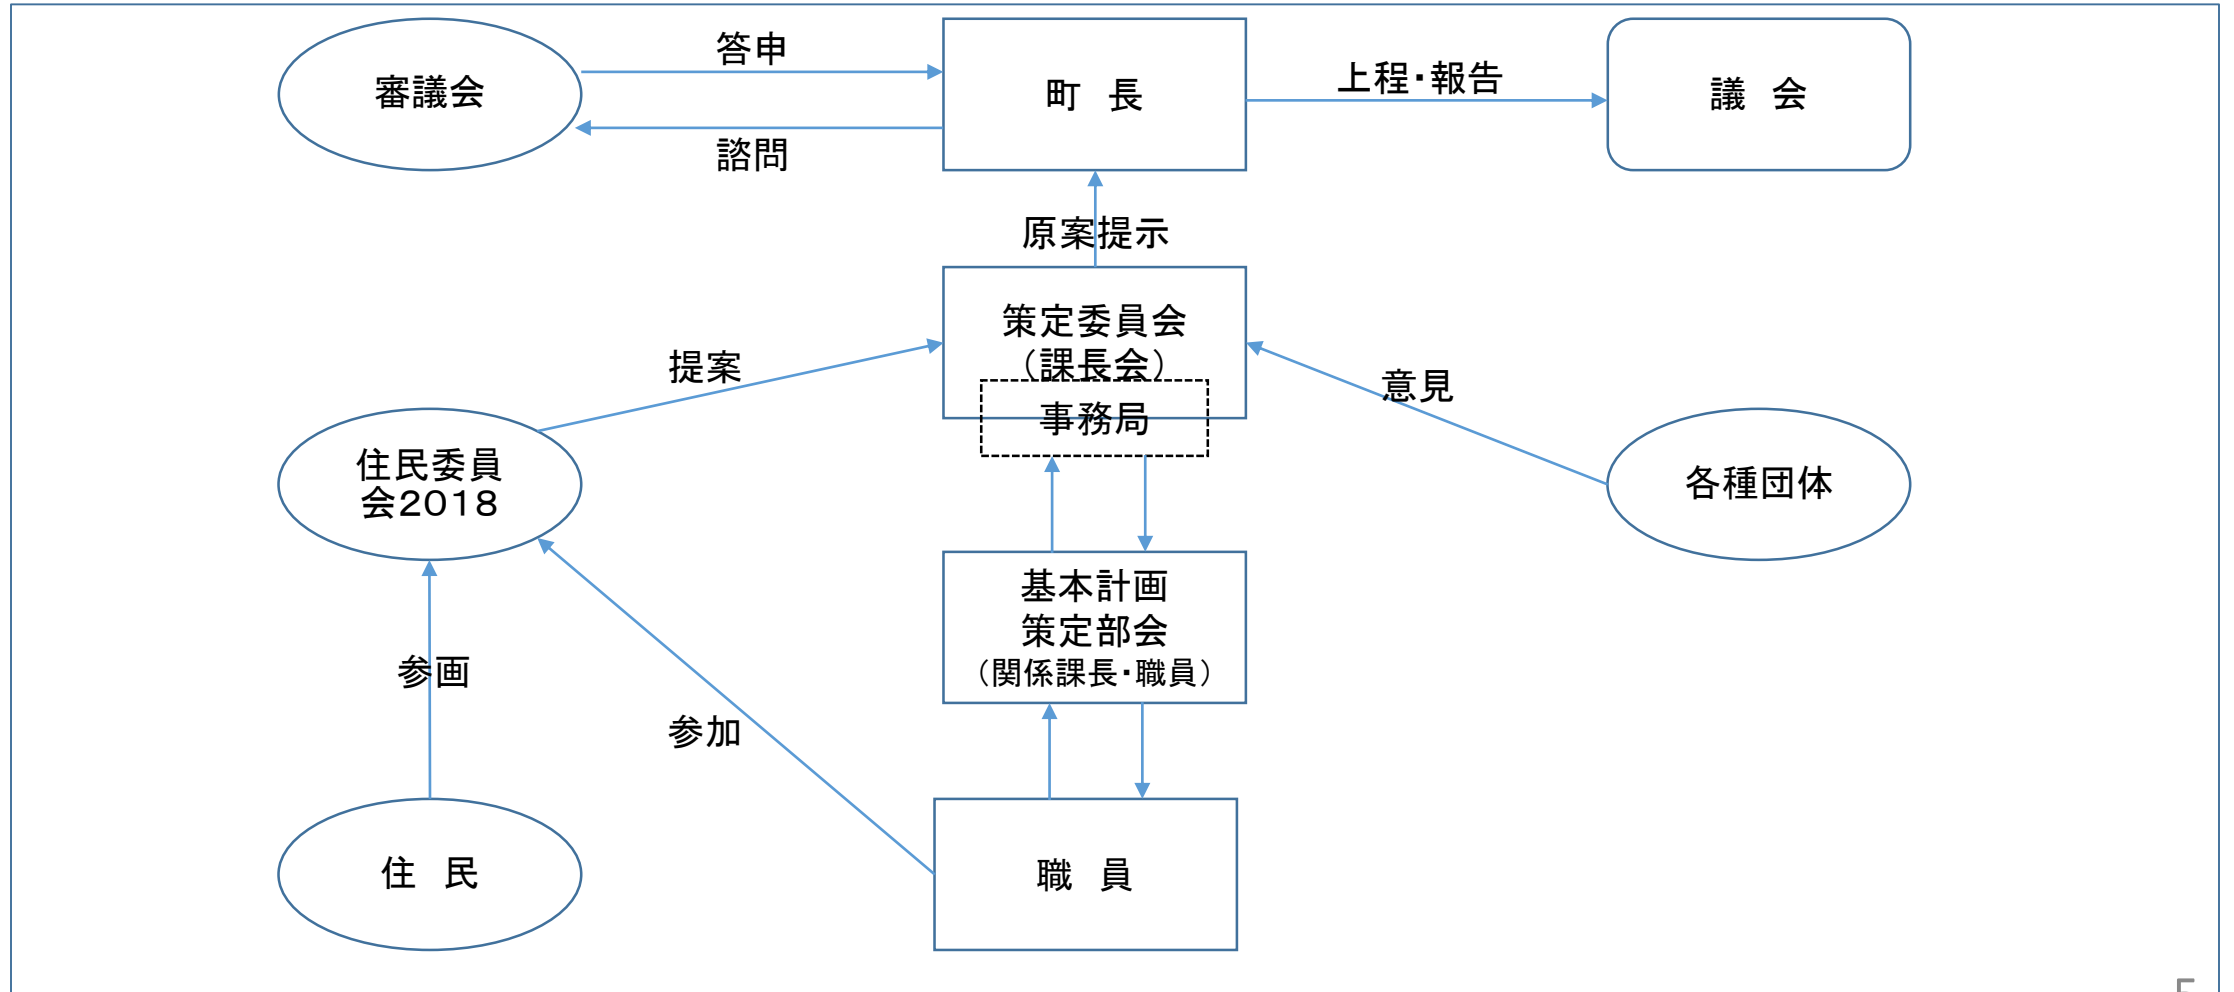 答申
審議会
町　長
上程・報告
議　会
諮問
原案提示
策定委員会
（課長会）
事務局
提案
意見
住民委員
会２０１８
各種団体
基本計画
策定部会
（関係課長・職員）
参画
参加
住　民
職　員